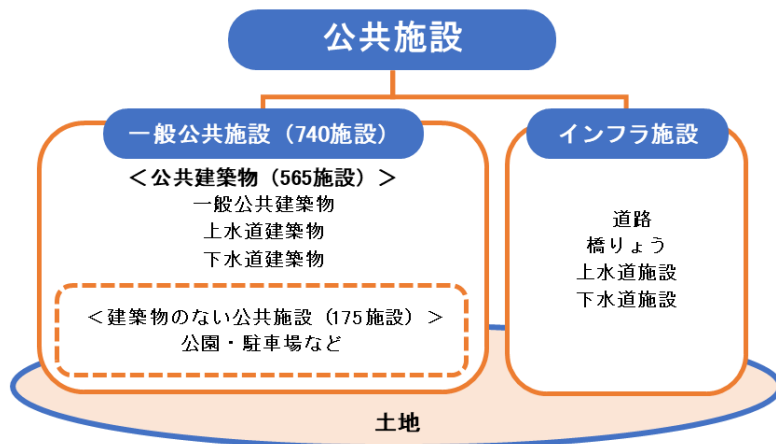 公共施設
一般公共施設（740施設）
＜公共建築物（565施設）＞
一般公共建築物
上水道建築物
下水道建築物
＜建築物のない公共施設（175施設）＞
公園・駐車場など
インフラ施設
道路
橋りょう
上水道施設
下水道施設
土地